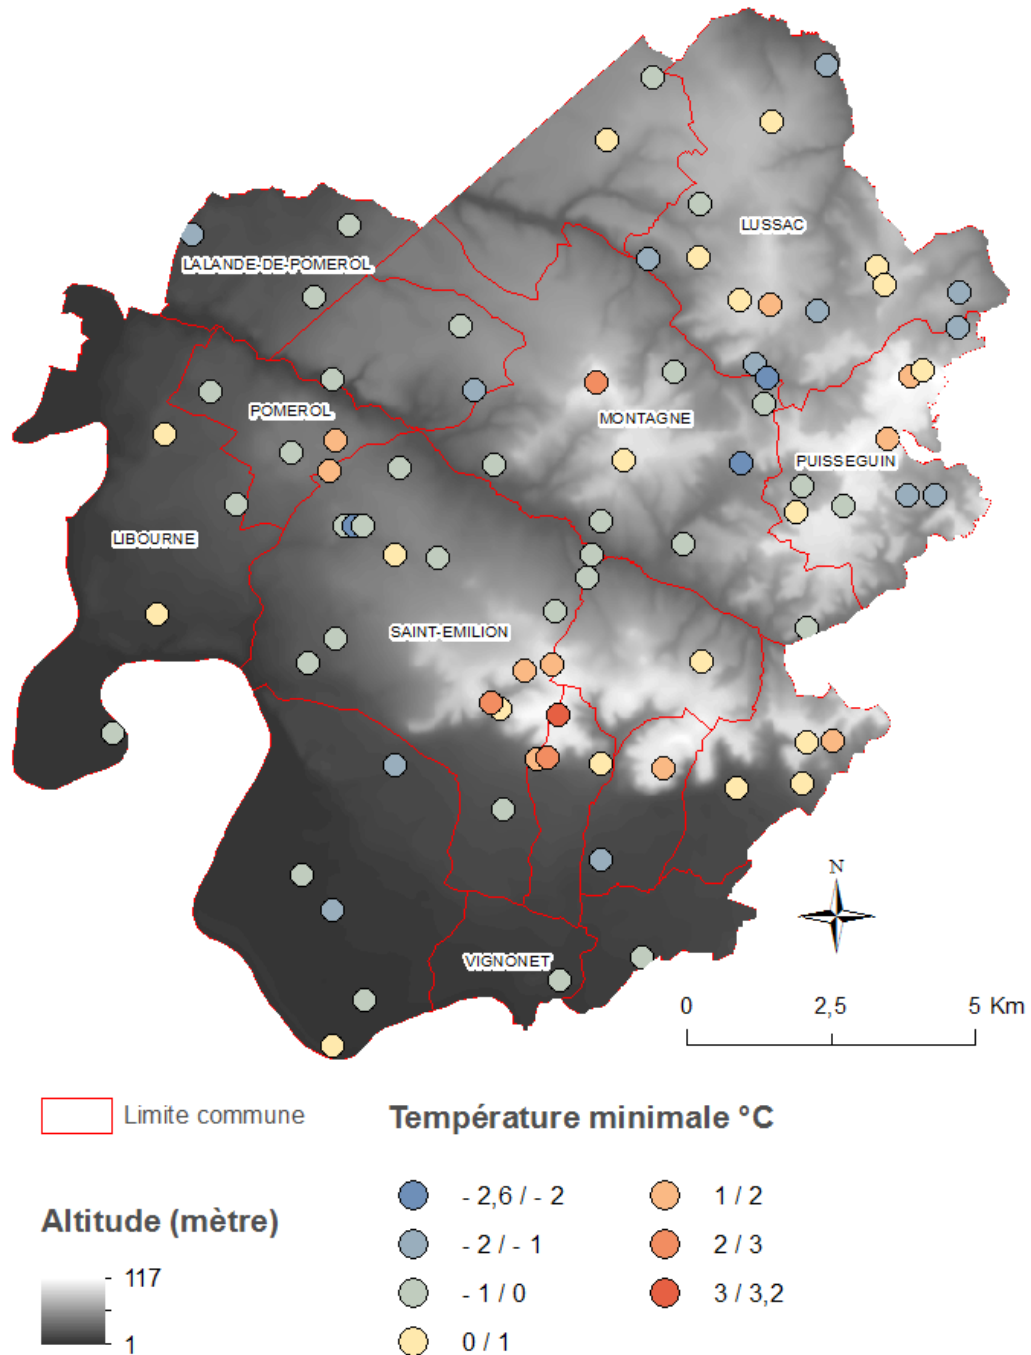 LUSSAC
LALANDE-DE-POMEROL
POMEROL
MONTAGNE
PUISSEGUIN
LIBOURNE
SAINT-EMILION
N
VIGNONET
0 2,5 5 Km
Limite commune
Température minimale °C
- 2,6 / - 2
1 / 2
Altitude (mètre)
- 2 / - 1
2 / 3
117
- 1 / 0
3 / 3,2
1
0 / 1